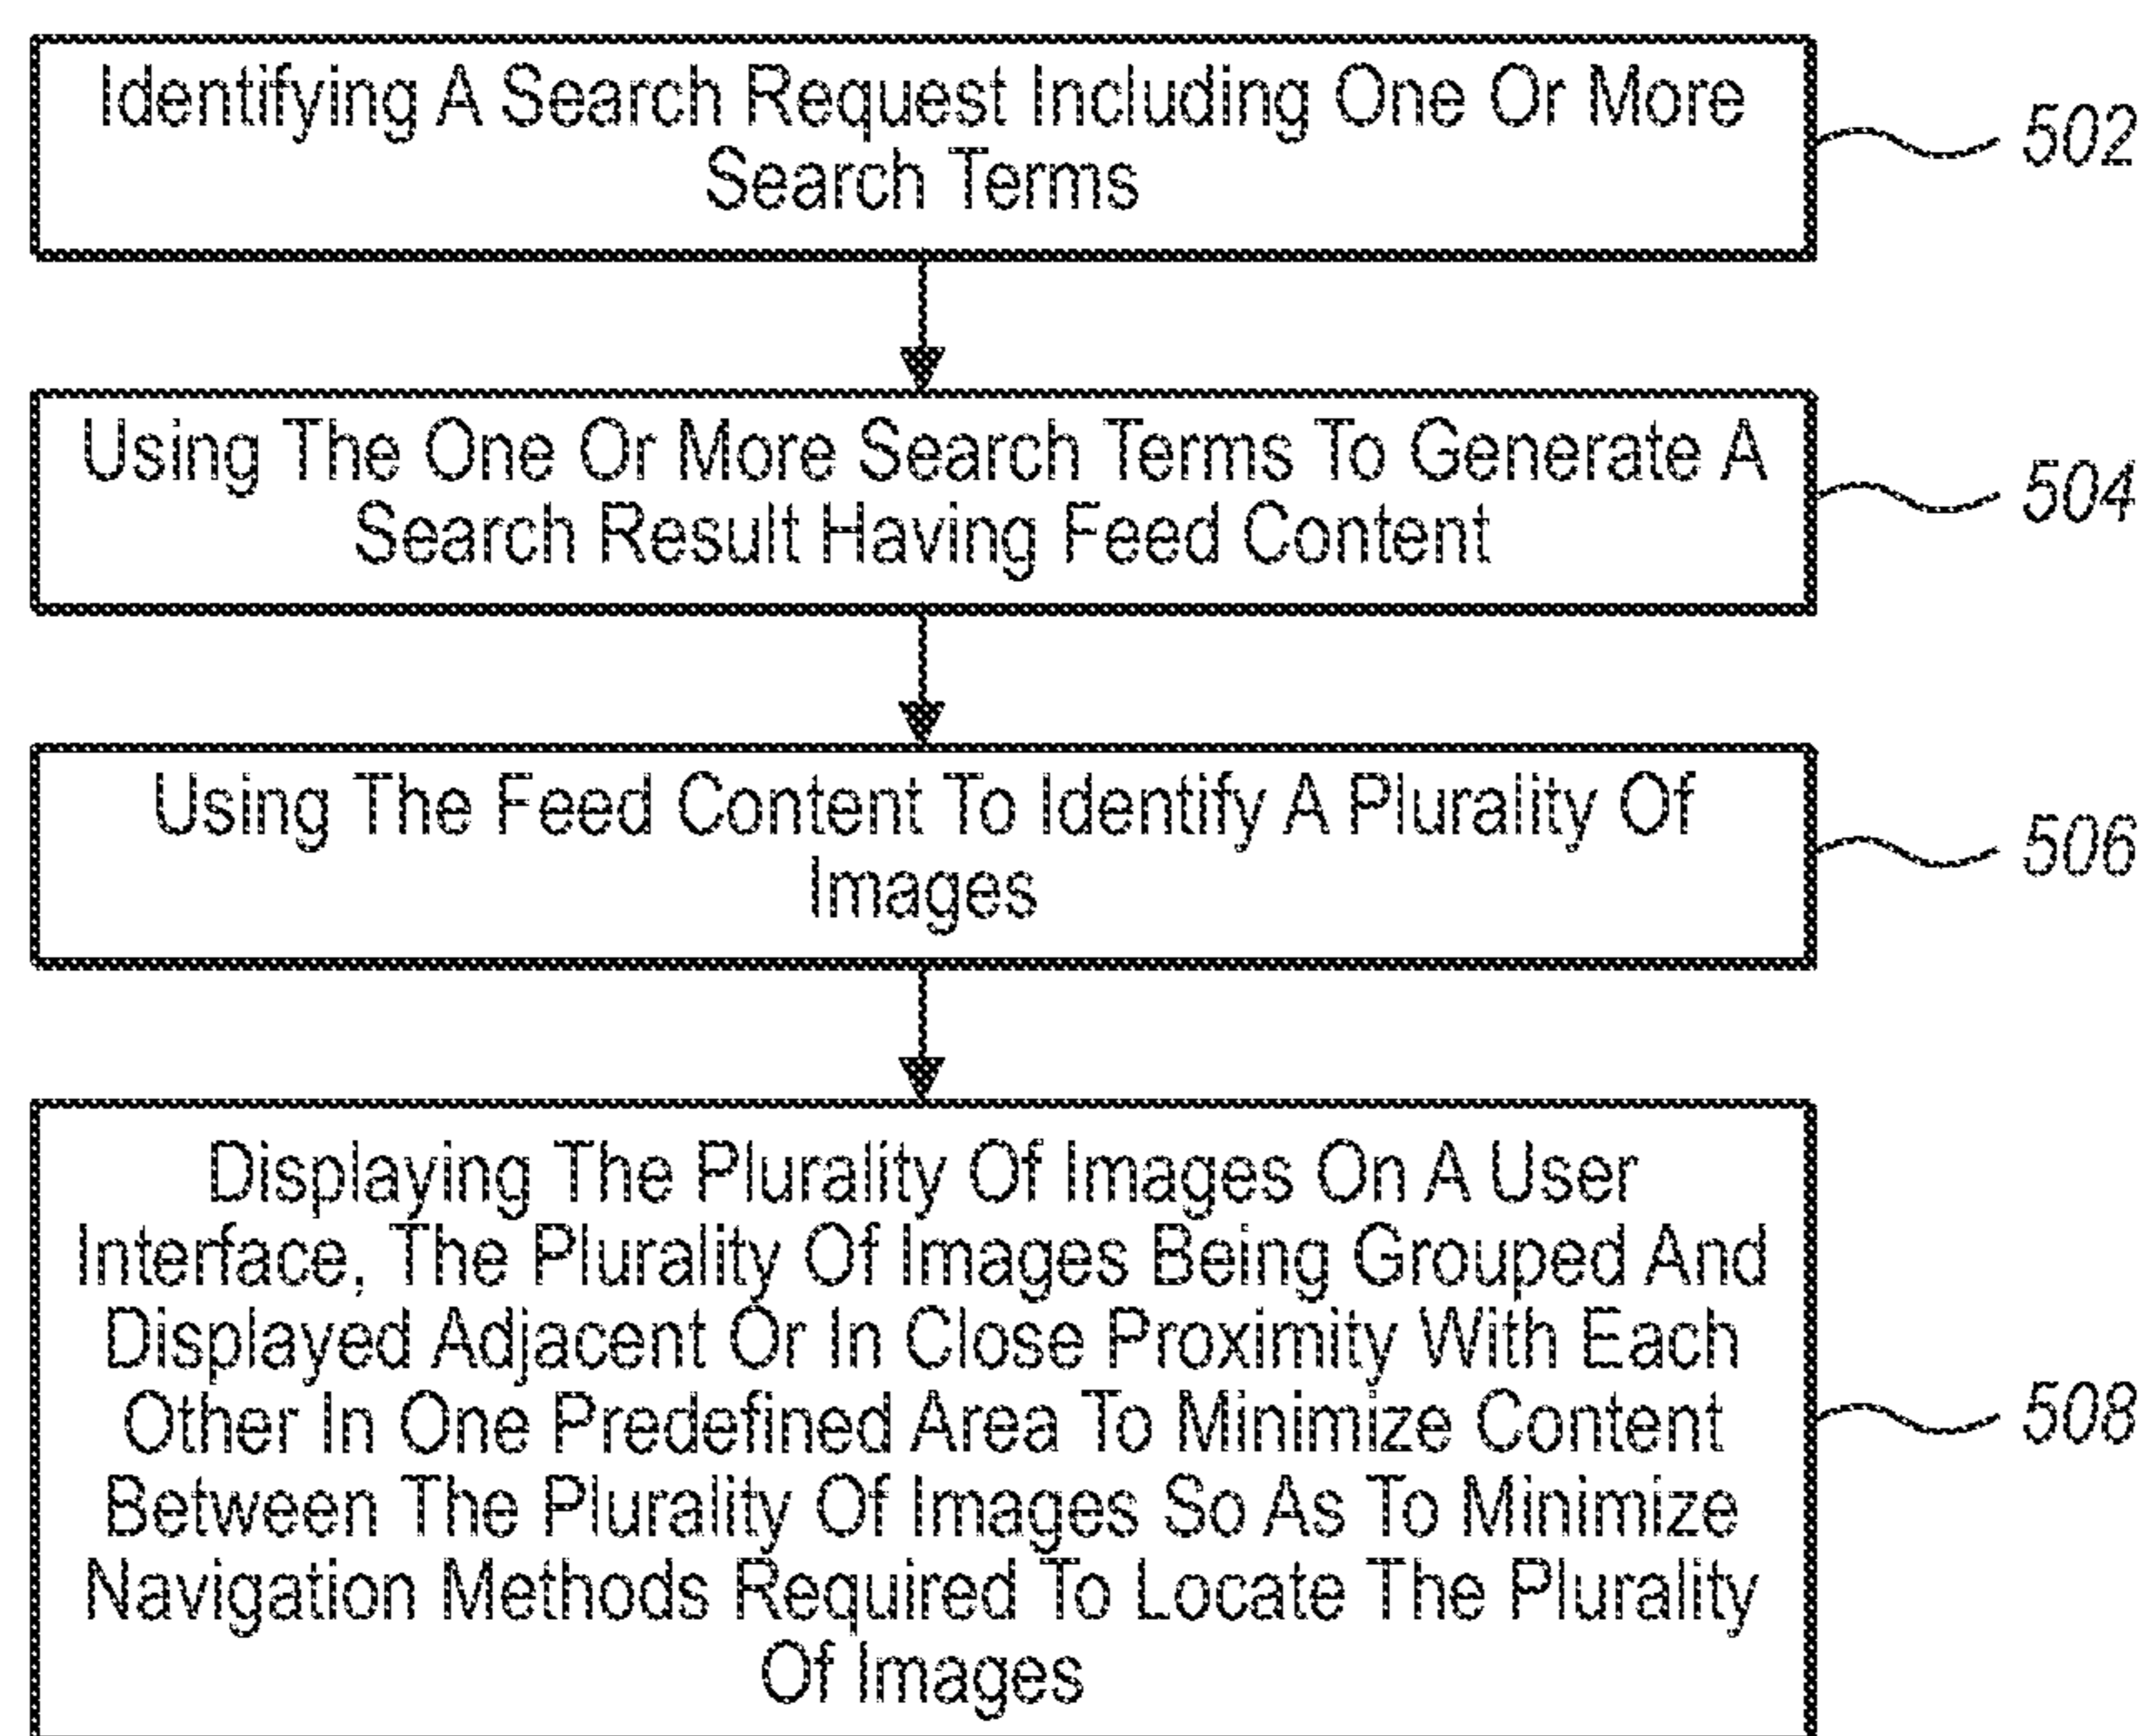 Identifying A Search Request Including One Or More
Search Terms
502
Using The One Or More Search Terms To Generate A
Search Result Having Feed Content
504
Using The Feed Content To Identify A Plurality Of
Images
506
Displaying The Plurality Of Images On A User
Interface, The Plurality Of Images Being Grouped And
Displayed Adjacent Or In Close Proximity With Each
Other In One Predefined Area To Minimize Content
Between The Plurality Of Images So As To Minimize
Navigation Methods Required To Locate The Plurality
Of Images
508